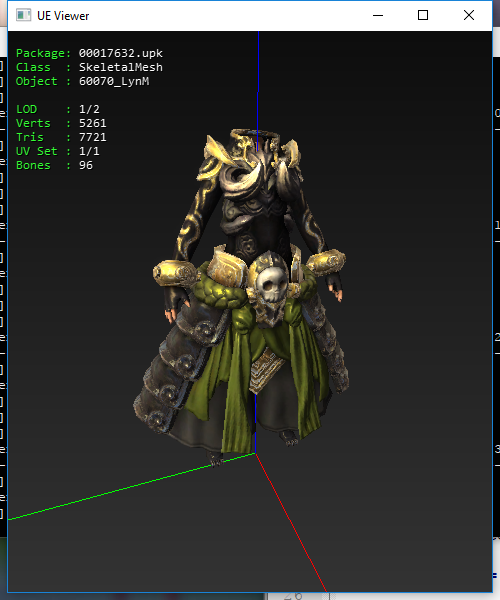 UE Viewer
Package: 00017632.upk
Class : SkeletalMesh
Object : 60070_LynM
LOD : 1/2
Verts : 5261
Tris : 7721
UV Set : 1/1
Bones : 96